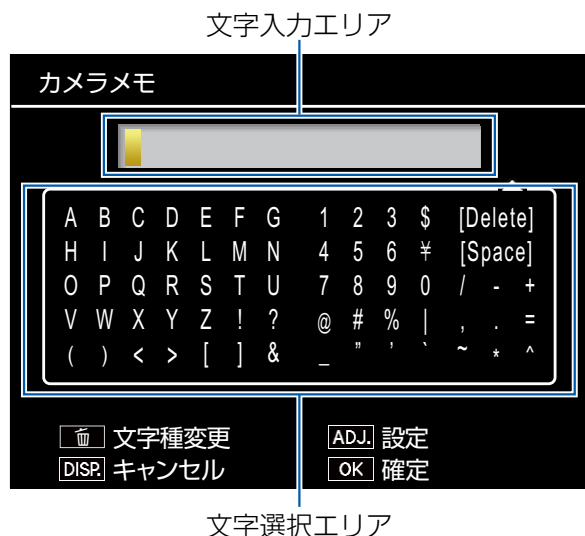 文字入力エリア
カメラメモ
A B C D E F G 1 2 3 $ [Delete]
H I J K L M N 4 5 6 ¥ [Space]
O P Q R S T U 7 8 9 0 / - +
V W X Y Z ! ? @ # % | , . =
( ) < > [ ] & _ ” ’ ` ~ * ^
文字種変更 ADJ. 設定
DISP. キャンセル OK 確定
文字選択エリア